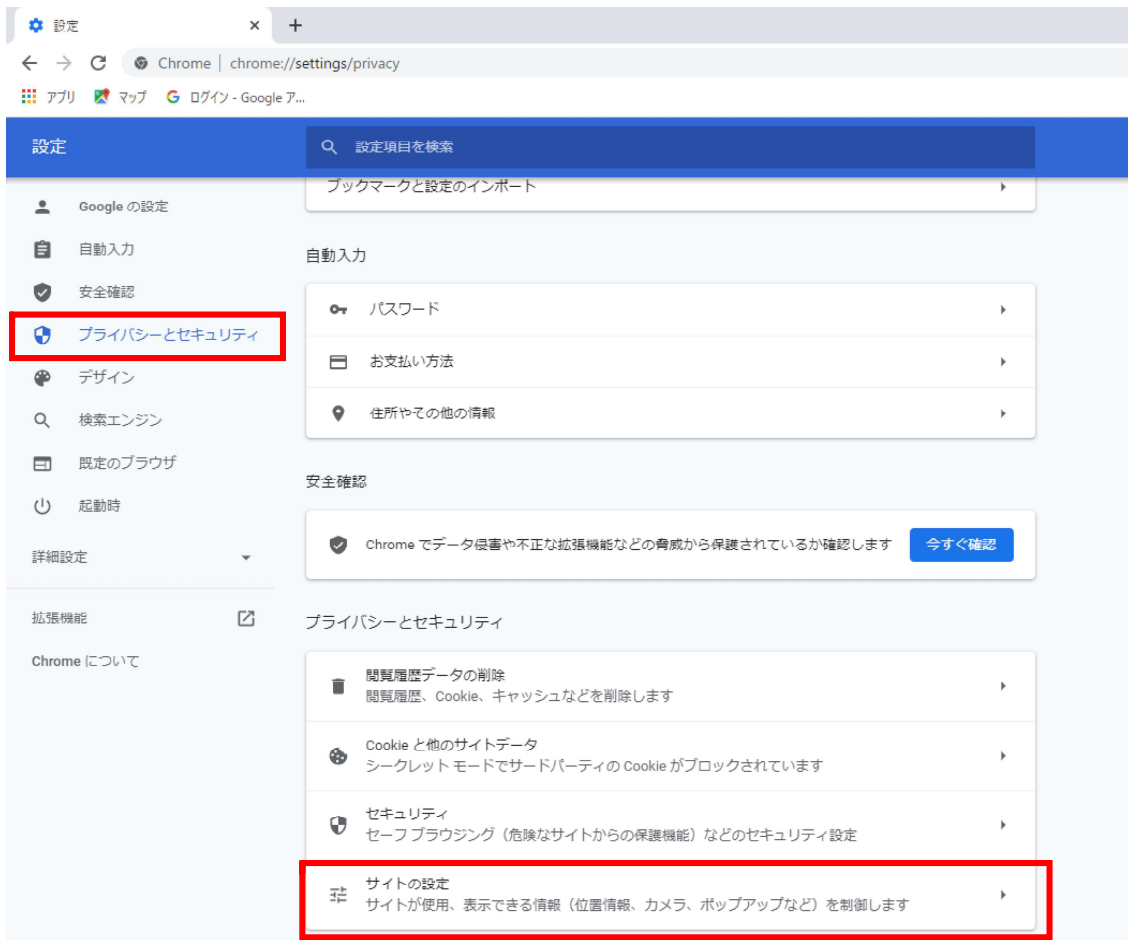 設定
Chrome | chrome://settings/privacy
アプリ マップ ログイン - Google ア...
設定
設定項目を検索
Google の設定
自動入力
安全確認
プライバシーとセキュリティ
デザイン
検索エンジン
既定のブラウザ
起動時
詳細設定
拡張機能
Chrome について
ブックマークと設定のインポート
自動入力
パスワード
お支払い方法
住所やその他の情報
安全確認
Chrome でデータ侵害や不正な拡張機能などの脅威から保護されているか確認します
今すぐ確認
プライバシーとセキュリティ
閲覧履歴データの削除
閲覧履歴、Cookie、キャッシュなどを削除します
Cookie と他のサイトデータ
シークレット モードでサードパーティの Cookie がブロックされています
セキュリティ
セーフ ブラウジング（危険なサイトからの保護機能）などのセキュリティ設定
サイトの設定
サイトが使用、表示できる情報（位置情報、カメラ、ポップアップなど）を制御します